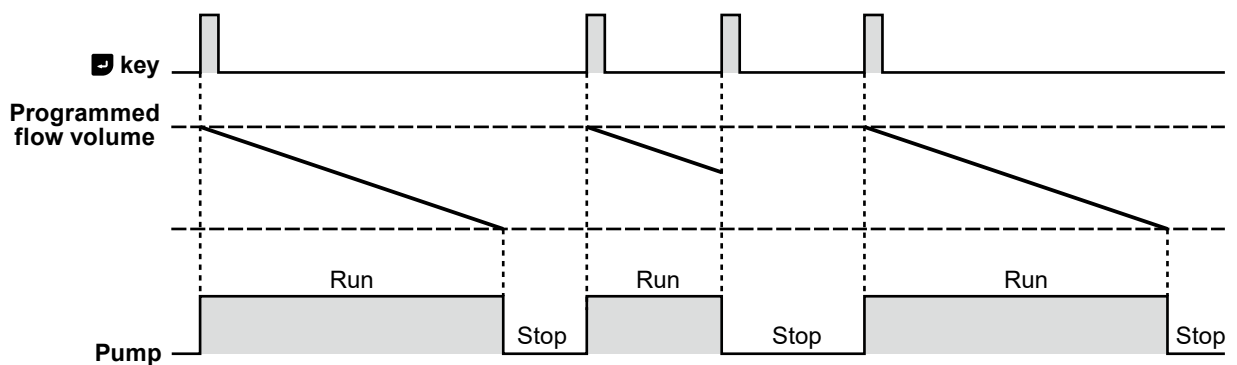 key
Programmed
flow volume
Run
Run
Run
Stop
Stop
Stop
Pump